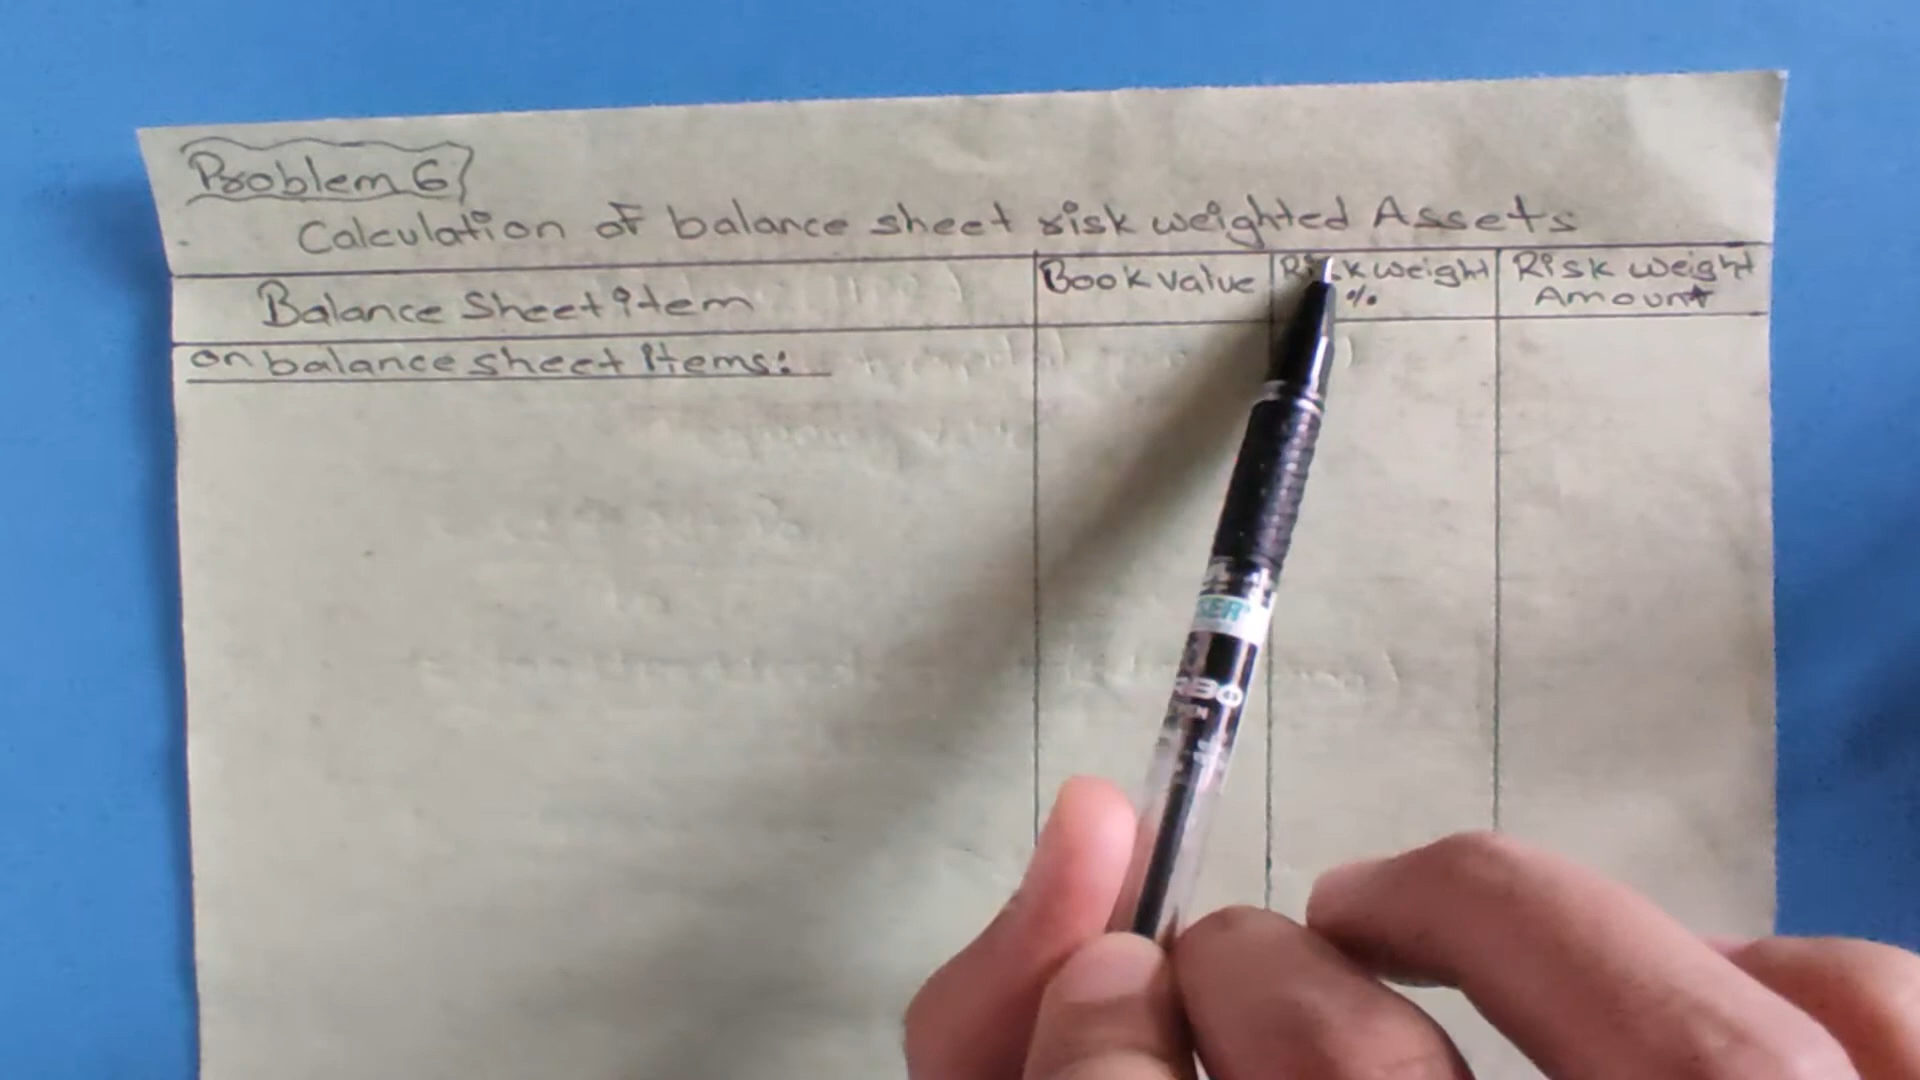 Problem 6
Calculation of balance sheet risk weighted Assets
Balance Sheet item
Book value
Risk weight
%
Risk weight
Amount
on balance sheet items: